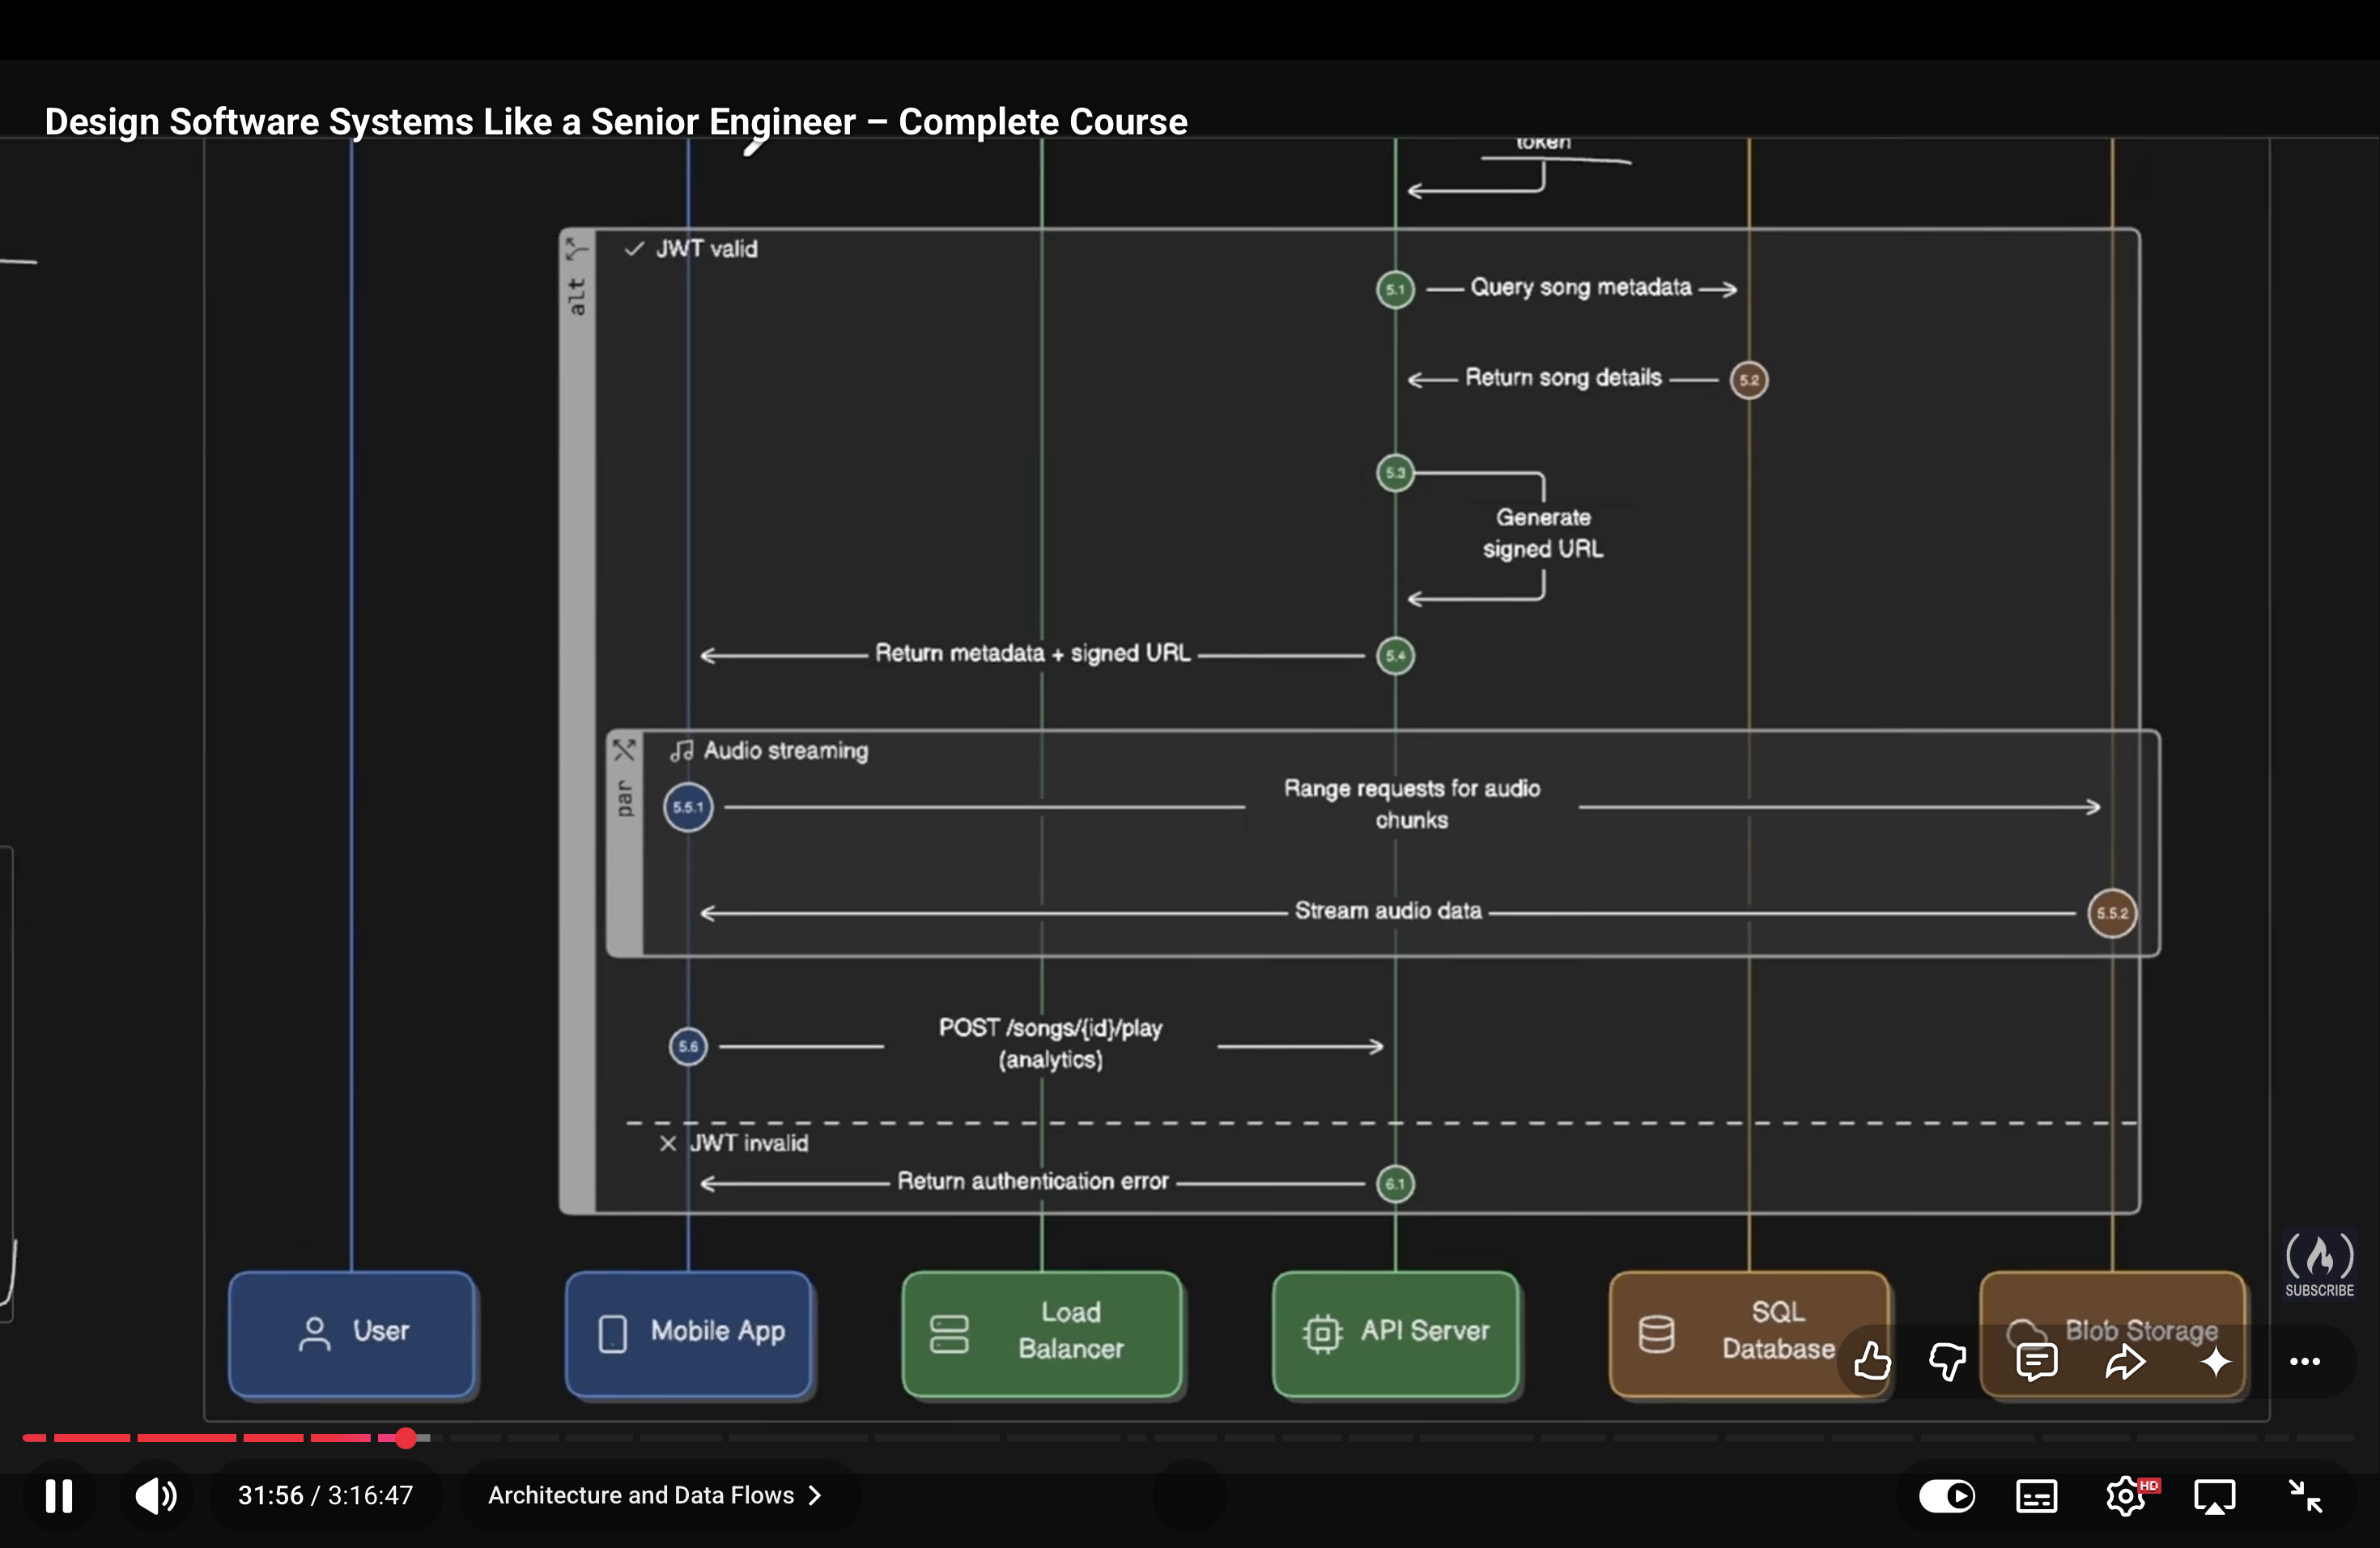 Design Software Systems Like a Senior Engineer – Complete Course
token
JWT valid
alt
5.1
Query song metadata
Return song details
5.2
5.3
Generate
signed URL
Return metadata + signed URL
5.4
Audio streaming
par
5.5.1
Range requests for audio
chunks
Stream audio data
5.5.2
5.6
POST /songs/{id}/play
(analytics)
JWT invalid
Return authentication error
6.1
User
Mobile App
Load
Balancer
API Server
SQL
Database
Blob Storage
SUBSCRIBE
31:56 / 3:16:47
Architecture and Data Flows
HD